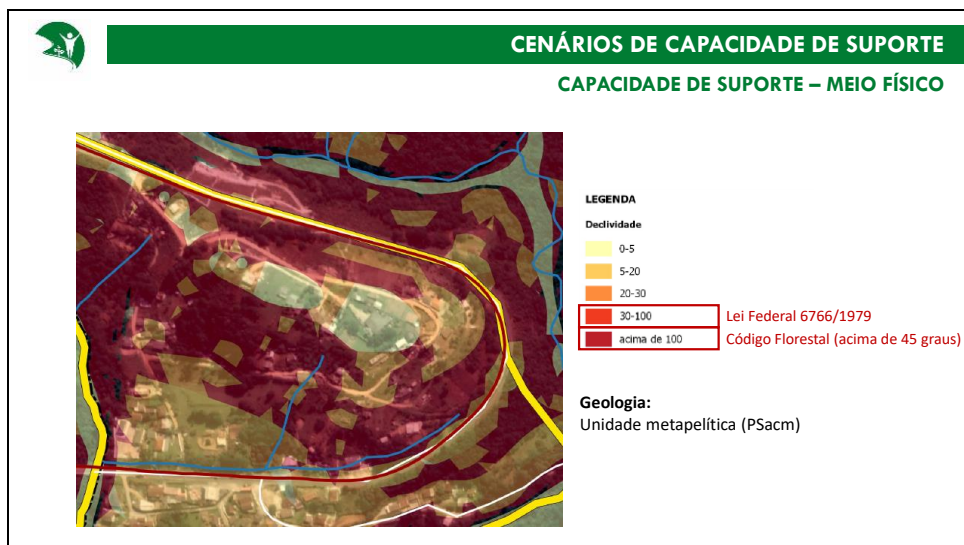 CENÁRIOS DE CAPACIDADE DE SUPORTE
CAPACIDADE DE SUPORTE – MEIO FÍSICO
LEGENDA
Declividade
0-5
5-20
20-30
30-100 Lei Federal 6766/1979
acima de 100 Código Florestal (acima de 45 graus)
Geologia:
Unidade metapelítica (PSacm)